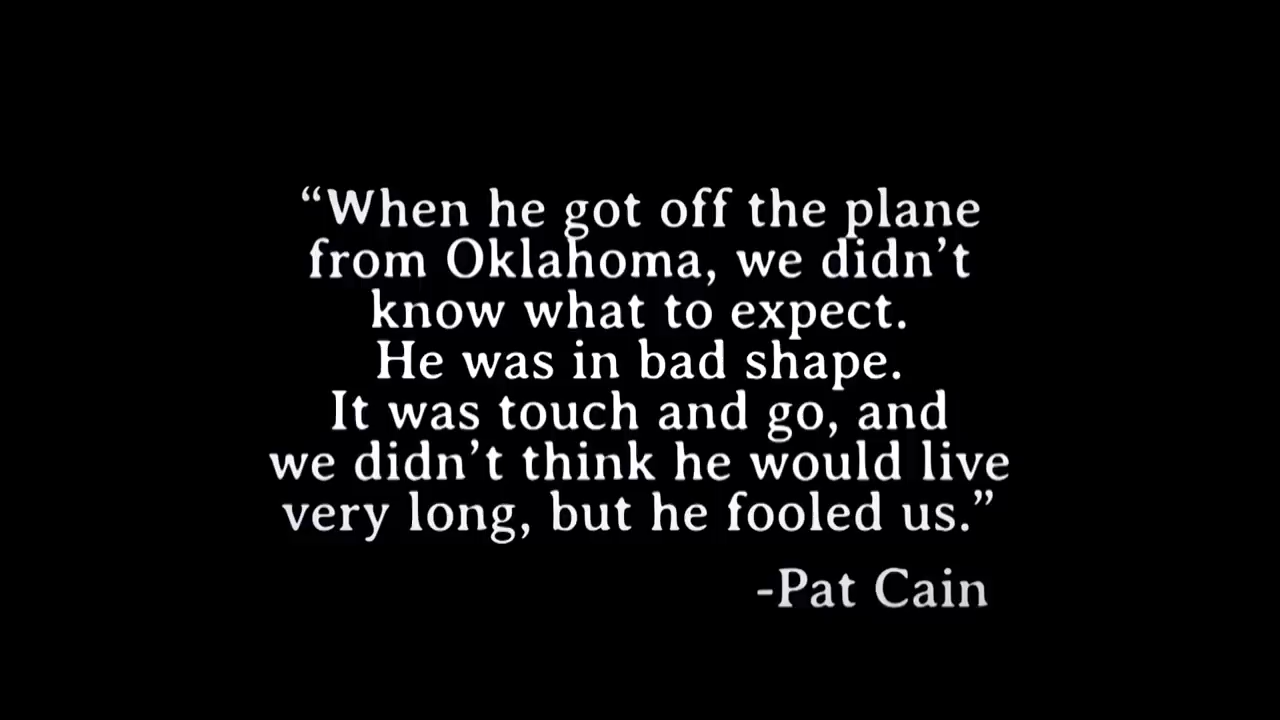 “When he got off the plane
from Oklahoma, we didn’t
know what to expect.
He was in bad shape.
It was touch and go, and
we didn’t think he would live
very long, but he fooled us.”
-Pat Cain